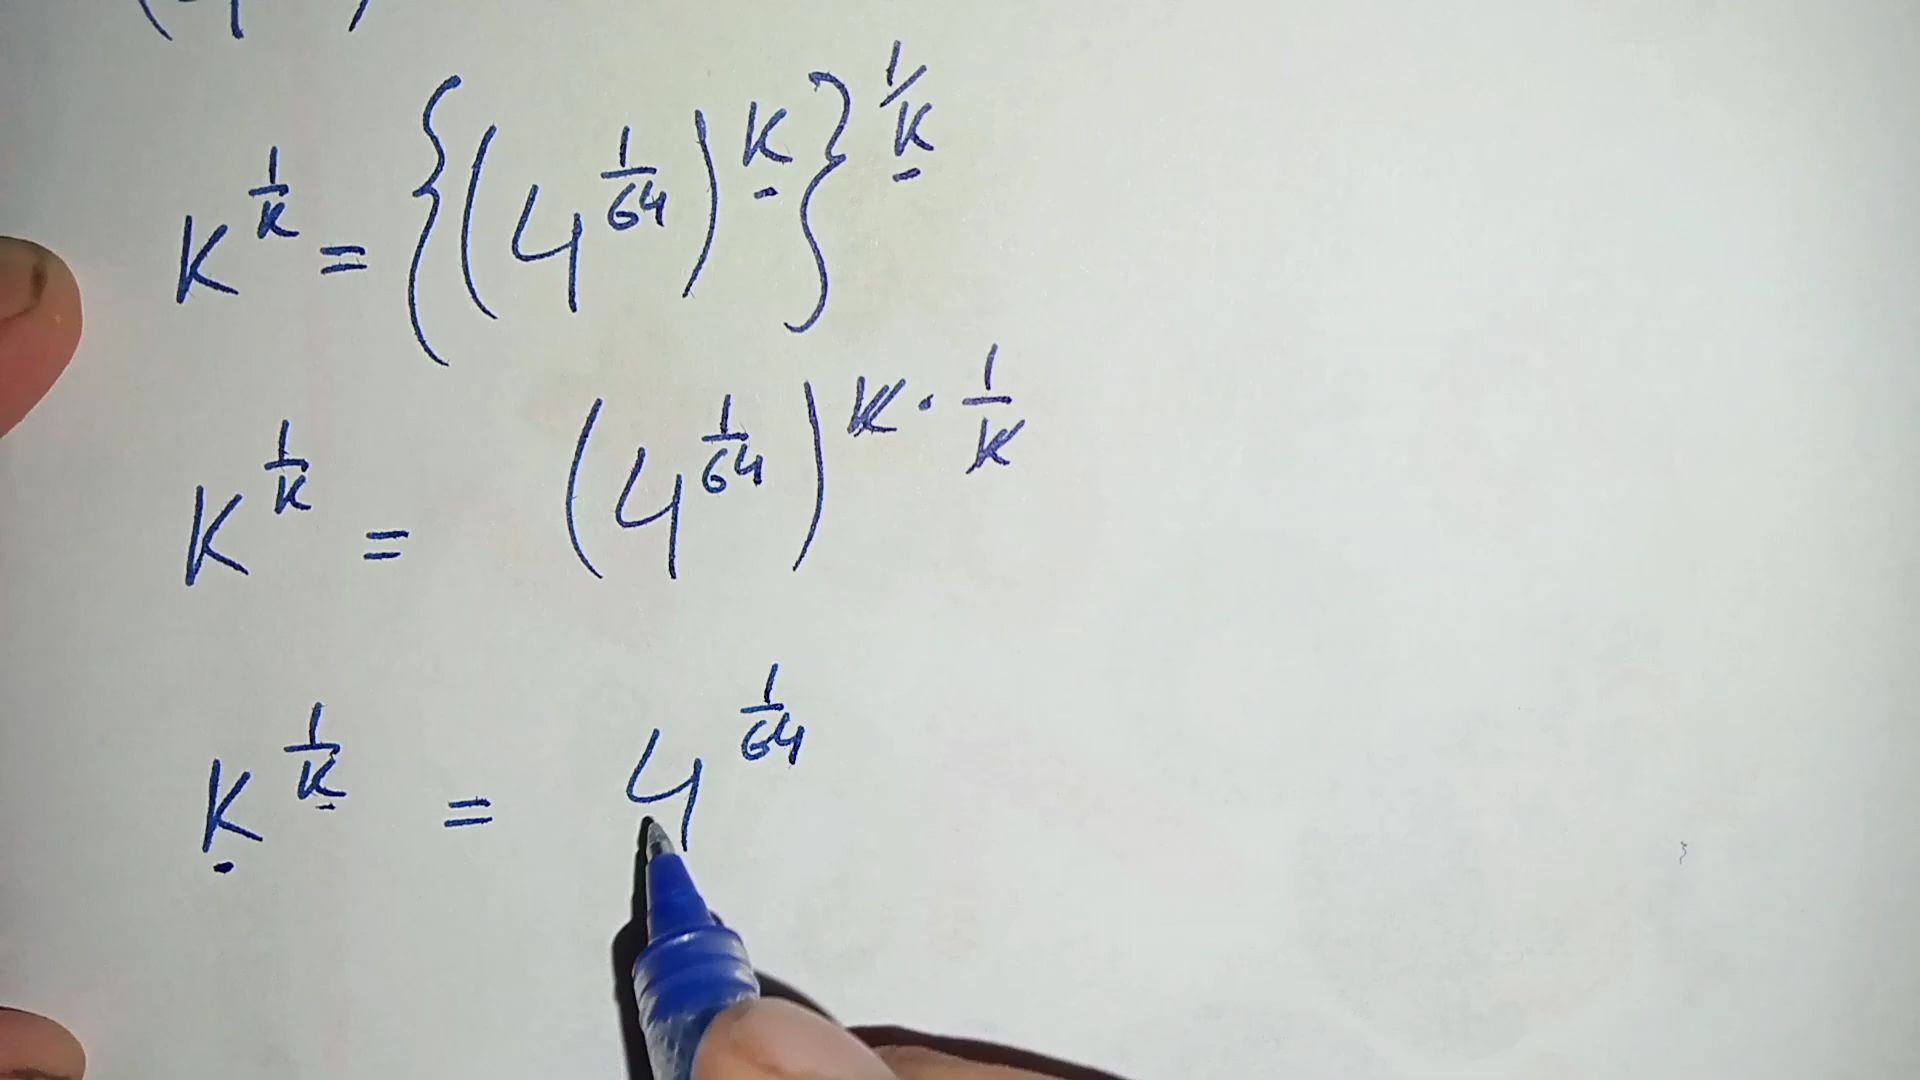 K^{1/K} = {(4^{1/64})^K}^{1/K}
K^{1/K} = (4^{1/64})^{K · 1/K}
K^{1/K} = 4^{1/64}